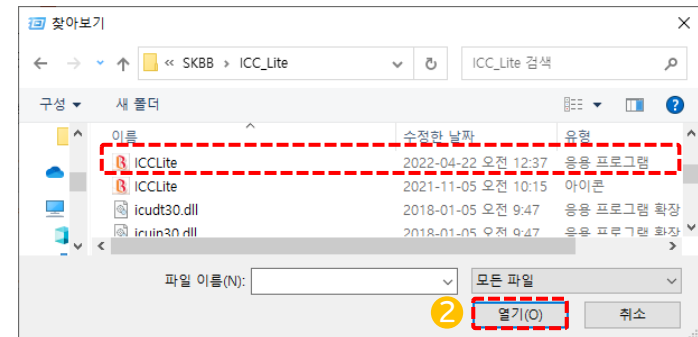 찾아보기
« SKBB › ICC_Lite
ICC_Lite 검색
구성 새 폴더
이름 수정한 날짜 유형
ICCLite 2022-04-22 오전 12:37 응용 프로그램
ICCLite 2021-11-05 오전 10:15 아이콘
icudt30.dll 2018-01-05 오전 9:47 응용 프로그램 확장
icuin30.dll 2018-01-05 오전 9:47 응용 프로그램 확장
파일 이름(N): 모든 파일
2 열기(O) 취소